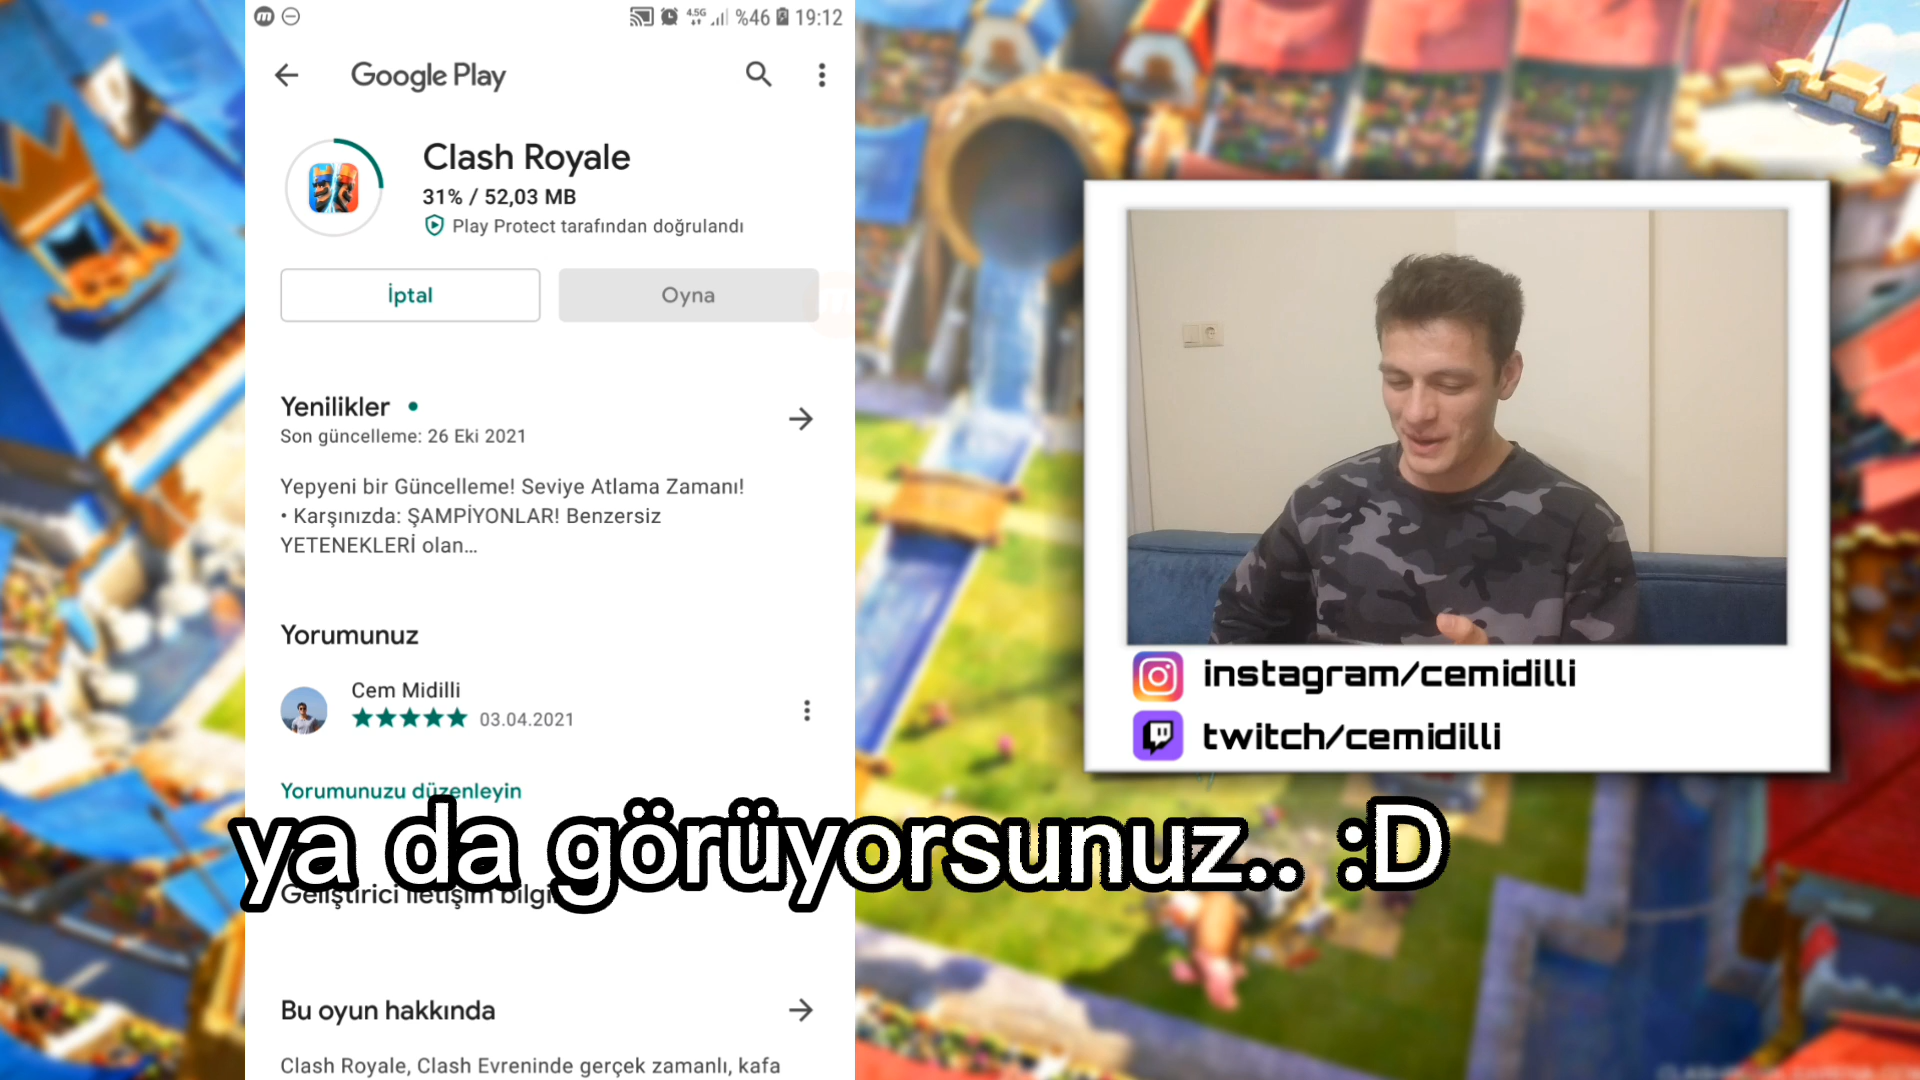 4.5G %46 19:12
Google Play
Clash Royale
31% / 52,03 MB
Play Protect tarafından doğrulandı
İptal
Oyna
Yenilikler
Son güncelleme: 26 Eki 2021
Yepyeni bir Güncelleme! Seviye Atlama Zamanı!
• Karşınızda: ŞAMPİYONLAR! Benzersiz
YETENEKLERİ olan...
Yorumunuz
Cem Midilli
03.04.2021
Yorumunuzu düzenleyin
ya da görüyorsunuz.. :D
Geliştirici iletişim
Bu oyun hakkında
Clash Royale, Clash Evreninde gerçek zamanlı, kafa
instagram/cemidilli
twitch/cemidilli